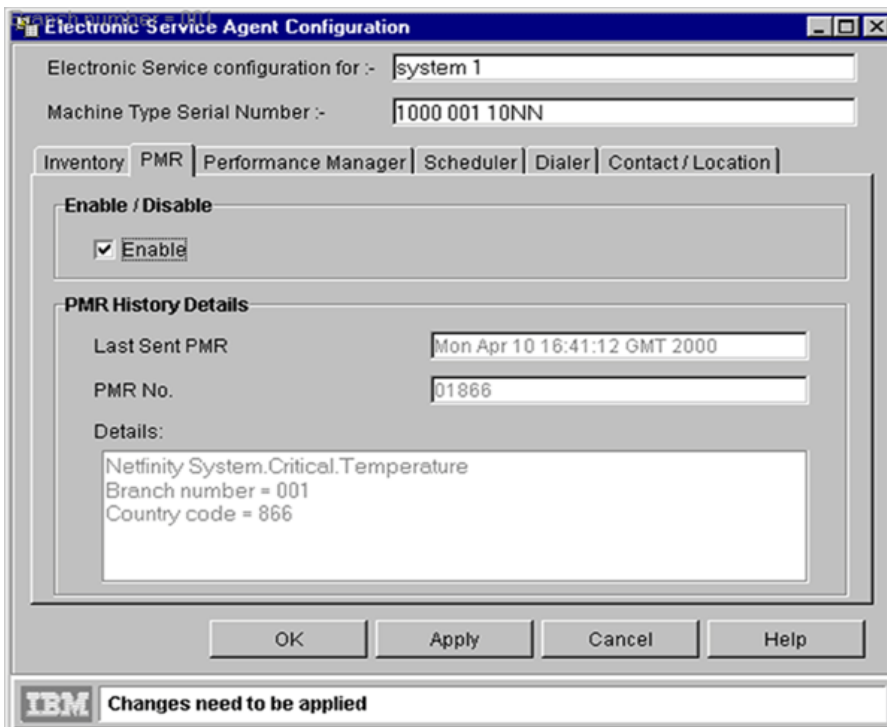 Branch number = 001
Electronic Service Agent Configuration
Electronic Service configuration for :- system 1
Machine Type Serial Number :- 1000 001 10NN
Inventory PMR Performance Manager Scheduler Dialer Contact / Location
Enable / Disable
Enable
PMR History Details
Last Sent PMR Mon Apr 10 16:41:12 GMT 2000
PMR No. 01866
Details:
Netfinity System.Critical.Temperature
Branch number = 001
Country code = 866
OK Apply Cancel Help
IBM Changes need to be applied